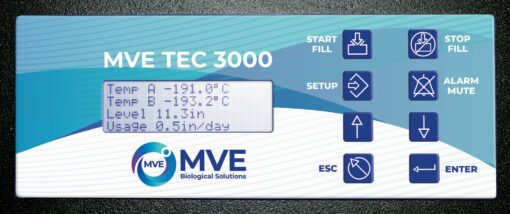 MVE TEC 3000
Temp A -191.0°C
Temp B -193.2°C
Level 11.3in
Usage 0.5in/day
MVE
MVE
Biological Solutions
START
FILL
STOP
FILL
SETUP
ALARM
MUTE
ESC
ENTER